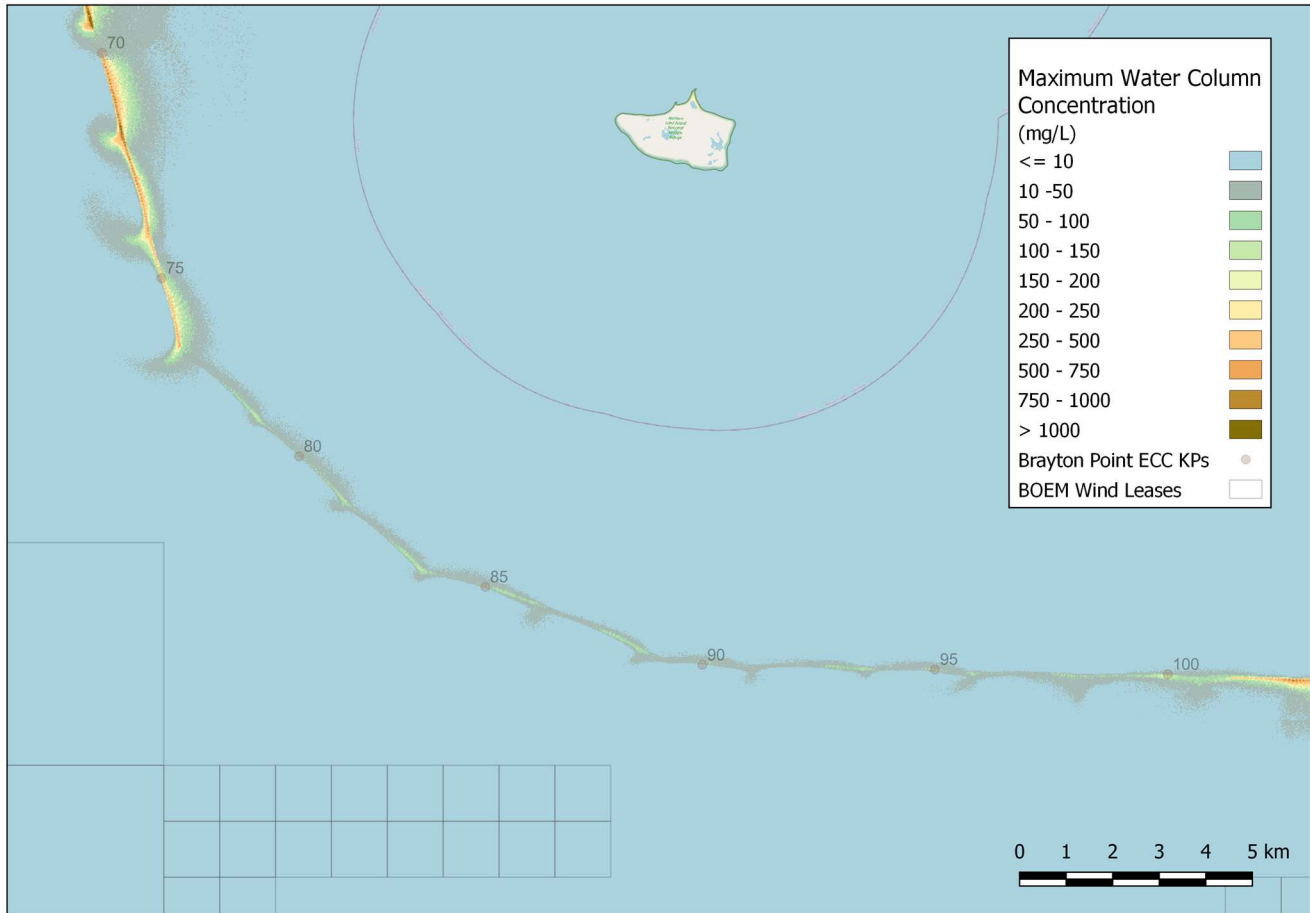 70
75
80
85
90
95
100
Maximum Water Column
Concentration
(mg/L)
<= 10
10 -50
50 - 100
100 - 150
150 - 200
200 - 250
250 - 500
500 - 750
750 - 1000
> 1000
Brayton Point ECC KPs
BOEM Wind Leases
0 1 2 3 4 5 km